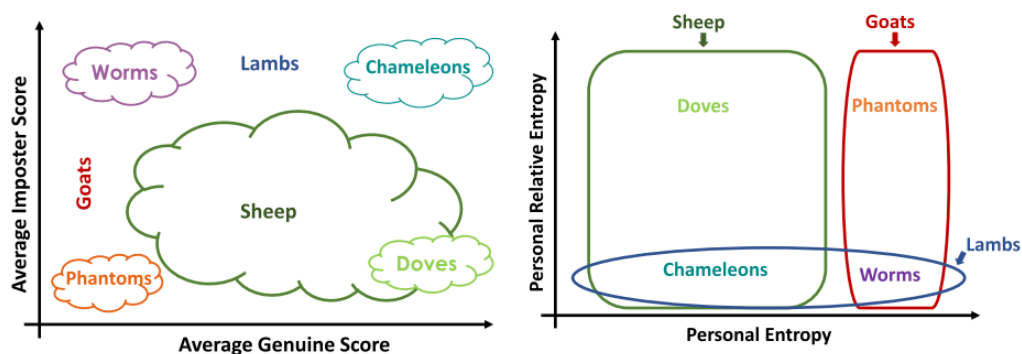 Average Imposter Score
Worms
Lambs
Chameleons
Goats
Sheep
Phantoms
Doves
Average Genuine Score
Personal Relative Entropy
Sheep
Goats
Doves
Phantoms
Lambs
Chameleons
Worms
Personal Entropy